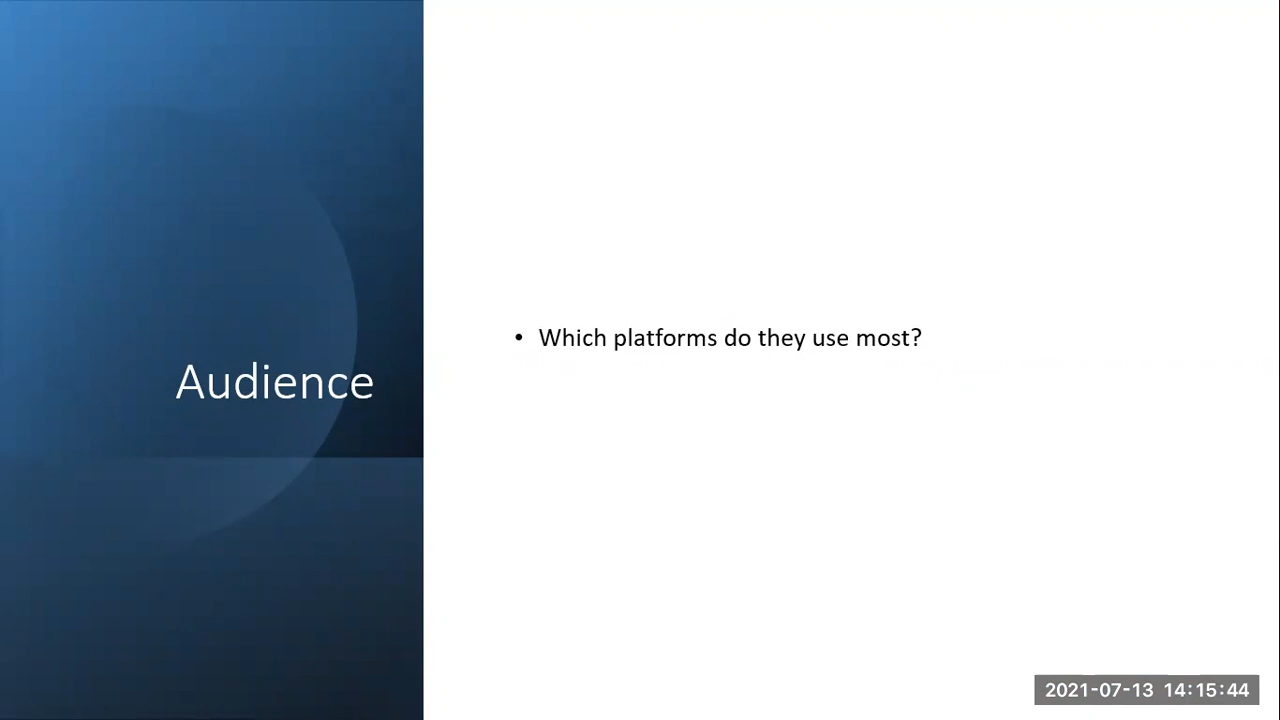 Audience
• Which platforms do they use most?
2021-07-13 14:15:44